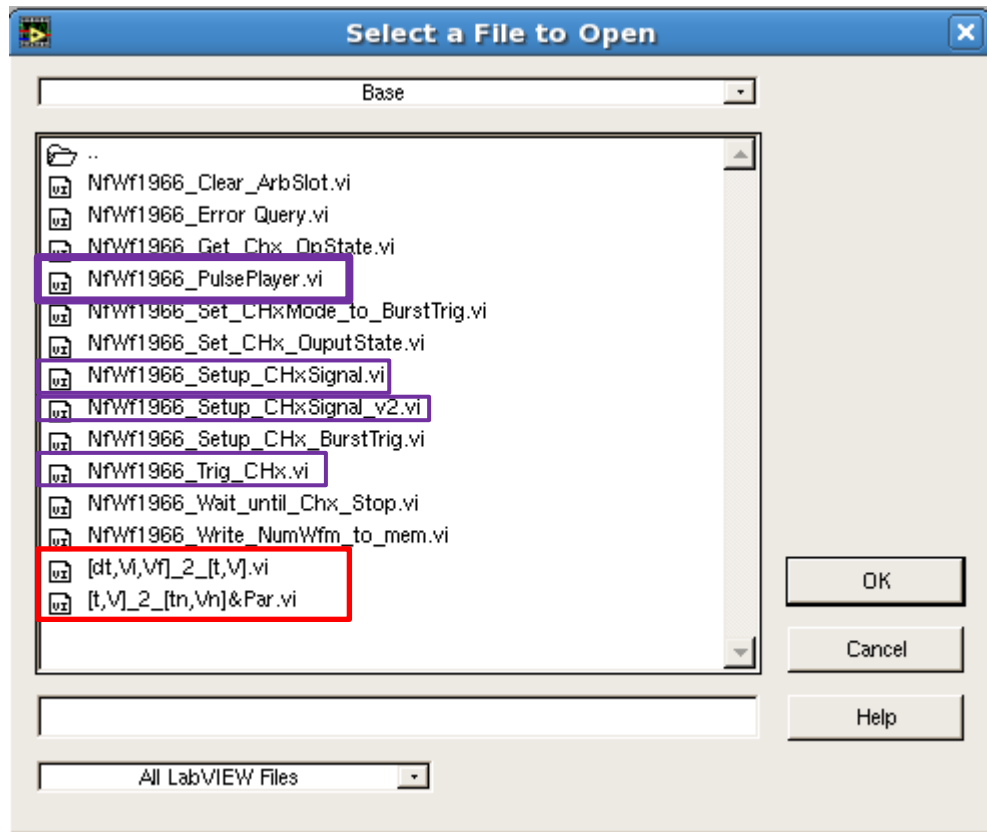 Select a File to Open
Base
..
NfWf1966_Clear_ArbSlot.vi
NfWf1966_Error Query.vi
NfWf1966_Get_Chx_OpState.vi
NfWf1966_PulsePlayer.vi
NfWf1966_Set_CHxMode_to_BurstTrig.vi
NfWf1966_Set_CHx_OuputState.vi
NfWf1966_Setup_CHxSignal.vi
NfWf1966_Setup_CHxSignal_v2.vi
NfWf1966_Setup_CHx_BurstTrig.vi
NfWf1966_Trig_CHx.vi
NfWf1966_Wait_until_Chx_Stop.vi
NfWf1966_Write_NumWfm_to_mem.vi
[dt,Vi,Vf]_2_[t,V].vi
[t,V]_2_[tn,Vn]&Par.vi
OK
Cancel
Help
All LabVIEW Files